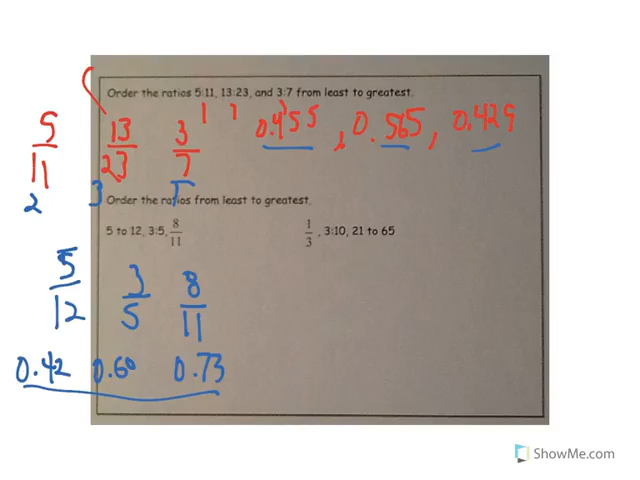 Order the ratios 5:11, 13:23, and 3:7 from least to greatest.
5/11 13/23 3/7 0.455, 0.565, 0.429
2 3 1
Order the ratios from least to greatest.
5 to 12, 3:5, 8/11 1/3, 3:10, 21 to 65
5/12 3/5 8/11
0.42 0.60 0.73
ShowMe.com